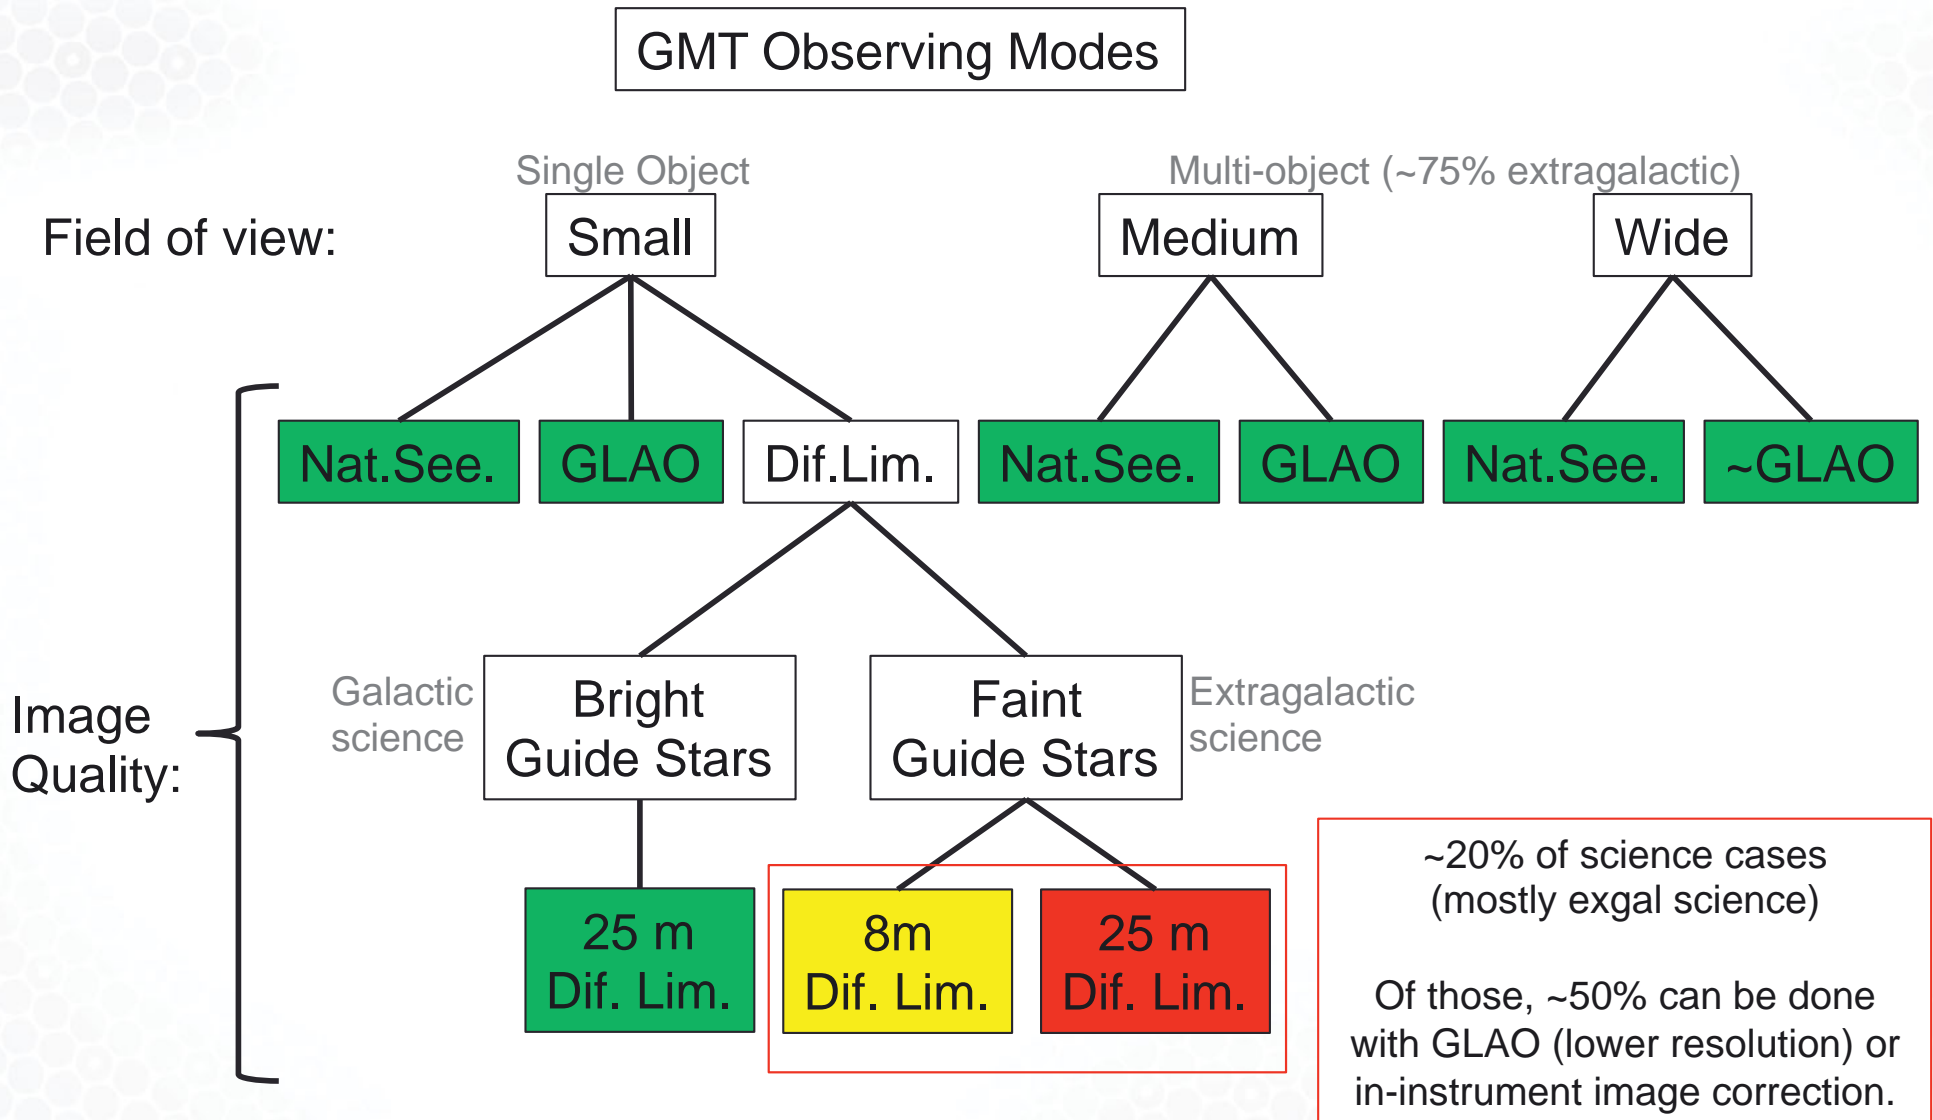 GMT Observing Modes
Single Object
Multi-object (~75% extragalactic)
Field of view:
Small
Medium
Wide
Nat.See.
GLAO
Dif.Lim.
Nat.See.
GLAO
Nat.See.
~GLAO
Image
Quality:
Galactic
science
Bright
Guide Stars
Faint
Guide Stars
Extragalactic
science
25 m
Dif. Lim.
8m
Dif. Lim.
25 m
Dif. Lim.
~20% of science cases
(mostly exgal science)
Of those, ~50% can be done
with GLAO (lower resolution) or
in-instrument image correction.